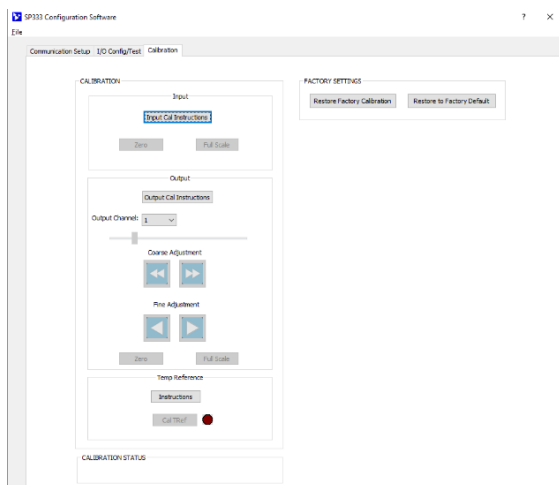 SP333 Configuration Software
? ×
File
Communication Setup I/O Config/Test Calibration
CALIBRATION
Input
Input Cal Instructions
Zero Full Scale
Output
Output Cal Instructions
Output Channel: 1
Coarse Adjustment
Fine Adjustment
Zero Full Scale
Temp Reference
Instructions
Cal TRef
CALIBRATION STATUS
FACTORY SETTINGS
Restore Factory Calibration Restore to Factory Default